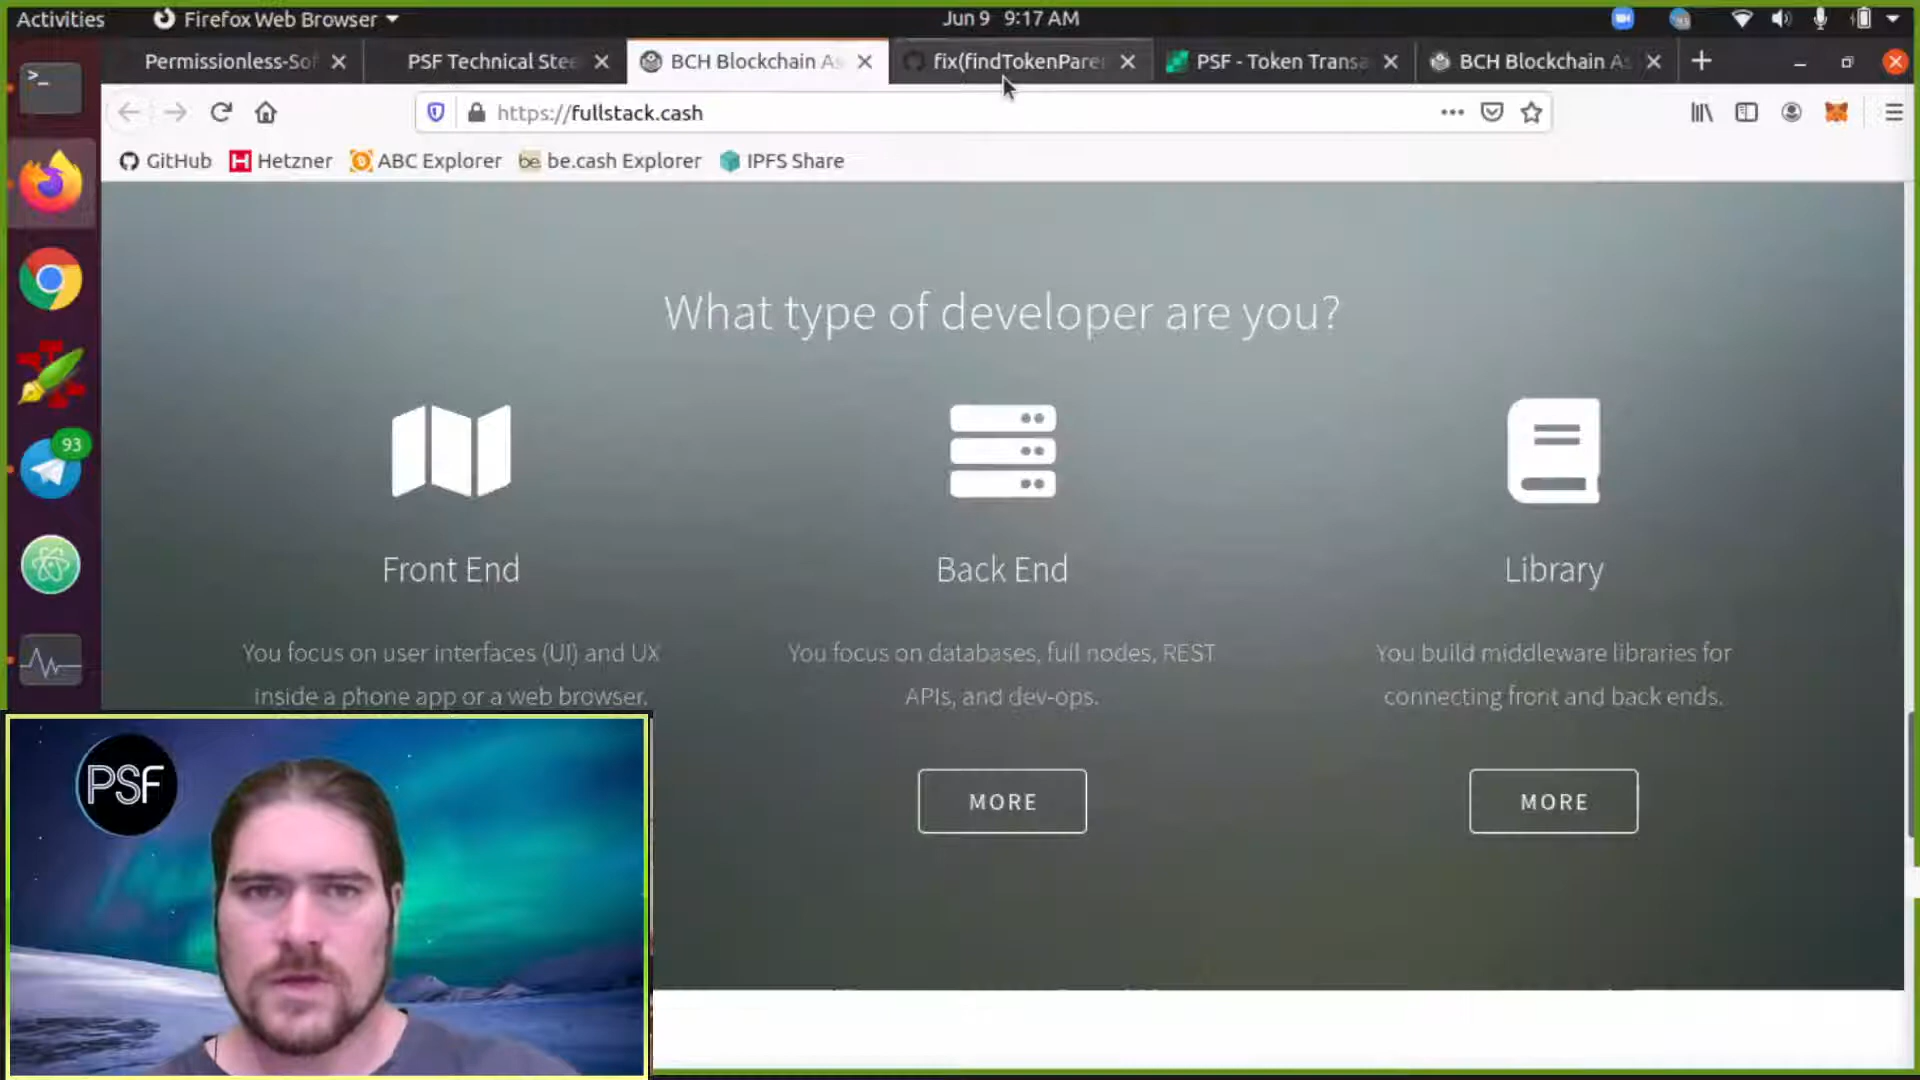 Activities
Firefox Web Browser
Jun 9 9:17 AM
Permissionless-Sof
PSF Technical Stee
BCH Blockchain As
fix(findTokenPare
PSF - Token Transa
BCH Blockchain As
https://fullstack.cash
GitHub
Hetzner
ABC Explorer
be.cash Explorer
IPFS Share
93
What type of developer are you?
Front End
You focus on user interfaces (UI) and UX
inside a phone app or a web browser.
Back End
You focus on databases, full nodes, REST
APIs, and dev-ops.
MORE
Library
You build middleware libraries for
connecting front and back ends.
MORE
PSF